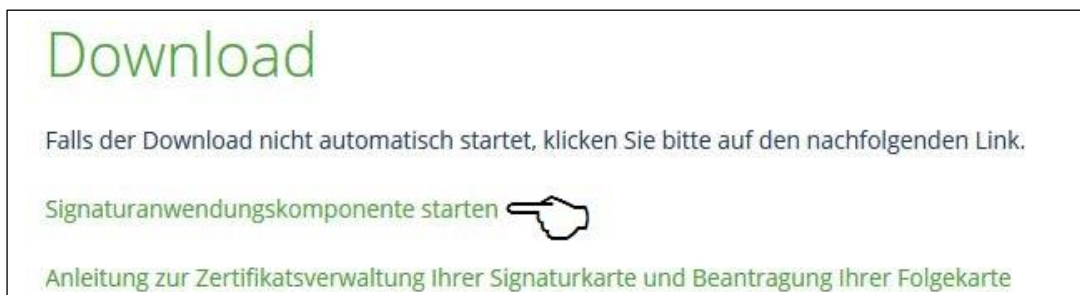 Download
Falls der Download nicht automatisch startet, klicken Sie bitte auf den nachfolgenden Link.
Signaturanwendungskomponente starten
Anleitung zur Zertifikatsverwaltung Ihrer Signaturkarte und Beantragung Ihrer Folgekarte